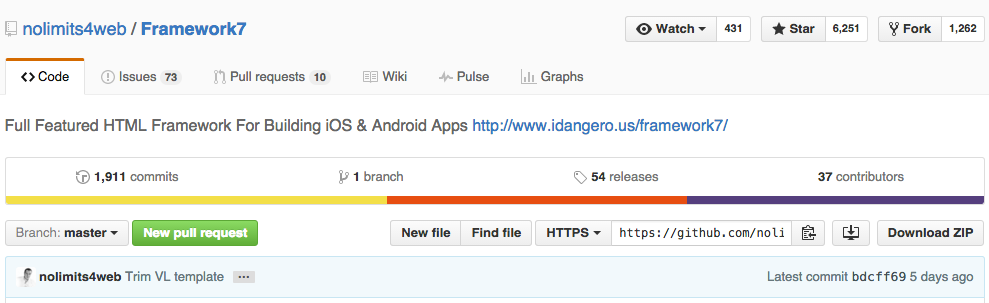 nolimits4web / Framework7 Watch 431 Star 6,251 Fork 1,262
Code Issues 73 Pull requests 10 Wiki Pulse Graphs
Full Featured HTML Framework For Building iOS & Android Apps http://www.idangero.us/framework7/
1,911 commits 1 branch 54 releases 37 contributors
Branch: master New pull request New file Find file HTTPS https://github.com/noli Download ZIP
nolimits4web Trim VL template ... Latest commit bdcff69 5 days ago